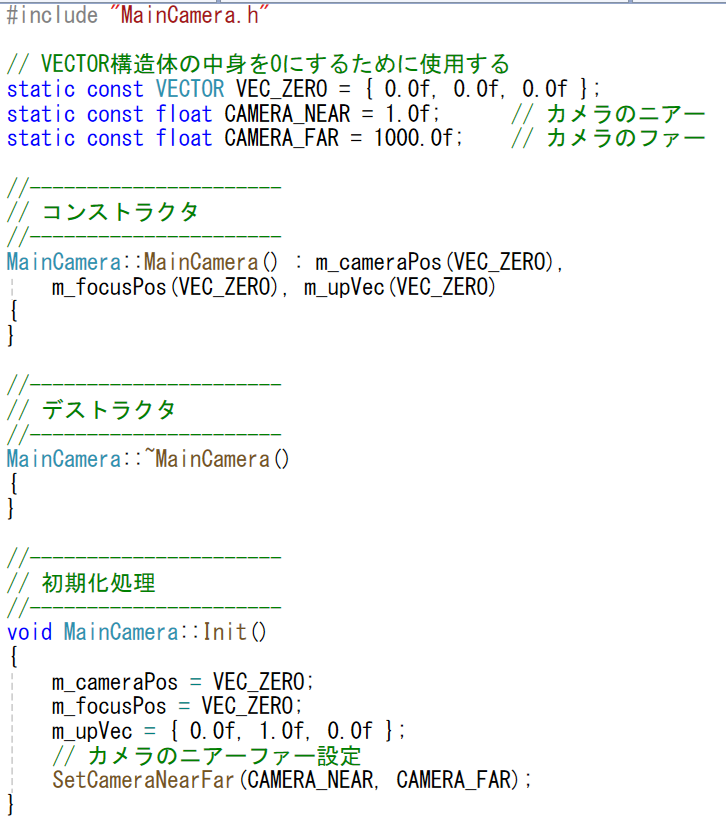 #include "MainCamera.h"
// VECTOR構造体の中身を0にするために使用する
static const VECTOR VEC_ZERO = { 0.0f, 0.0f, 0.0f };
static const float CAMERA_NEAR = 1.0f;      // カメラのニアー
static const float CAMERA_FAR = 1000.0f;    // カメラのファー
//----------------------
// コンストラクタ
//----------------------
MainCamera::MainCamera() : m_cameraPos(VEC_ZERO),
    m_focusPos(VEC_ZERO), m_upVec(VEC_ZERO)
{
}
//----------------------
// デストラクタ
//----------------------
MainCamera::~MainCamera()
{
}
//----------------------
// 初期化処理
//----------------------
void MainCamera::Init()
{
    m_cameraPos = VEC_ZERO;
    m_focusPos = VEC_ZERO;
    m_upVec = { 0.0f, 1.0f, 0.0f };
    // カメラのニアーファー設定
    SetCameraNearFar(CAMERA_NEAR, CAMERA_FAR);
}